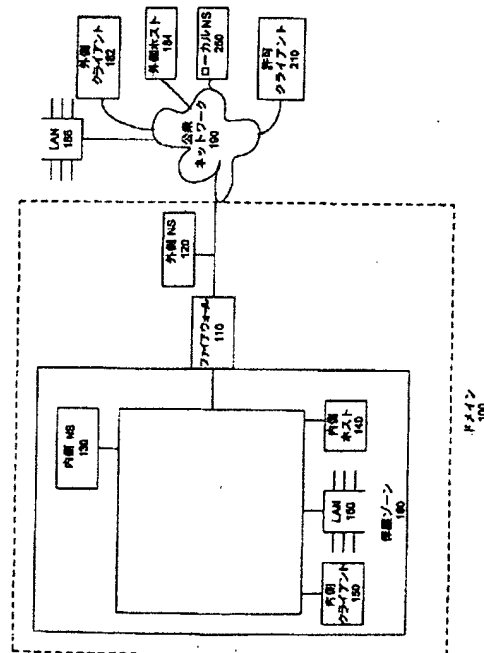 LAN
186
内側 NS
130
外側
クライアント
182
外側ホスト
184
外側 NS
120
公衆
ネットワーク
190
ローカル NS
250
ファイアウォール
110
許可
クライアント
210
内側
クライアント
150
LAN
160
内側
ホスト
140
保護ゾーン
180
ドメイン
100